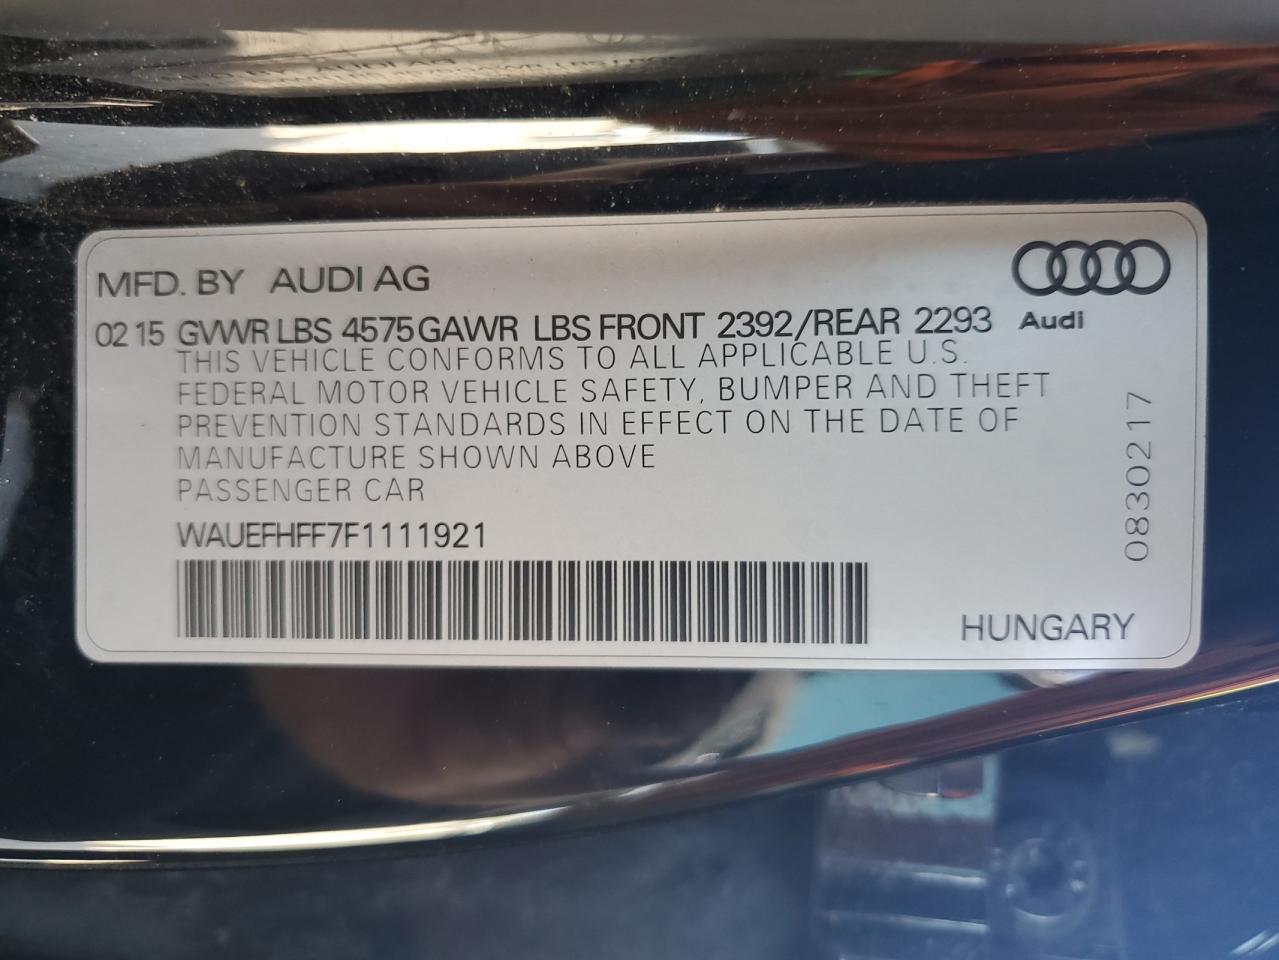 MFD. BY AUDI AG
02 15 GVWR LBS 4575 GAWR LBS FRONT 2392/REAR 2293
Audi
THIS VEHICLE CONFORMS TO ALL APPLICABLE U.S.
FEDERAL MOTOR VEHICLE SAFETY, BUMPER AND THEFT
PREVENTION STANDARDS IN EFFECT ON THE DATE OF
MANUFACTURE SHOWN ABOVE
PASSENGER CAR
WAUEFHFF7F1111921
0830217
HUNGARY